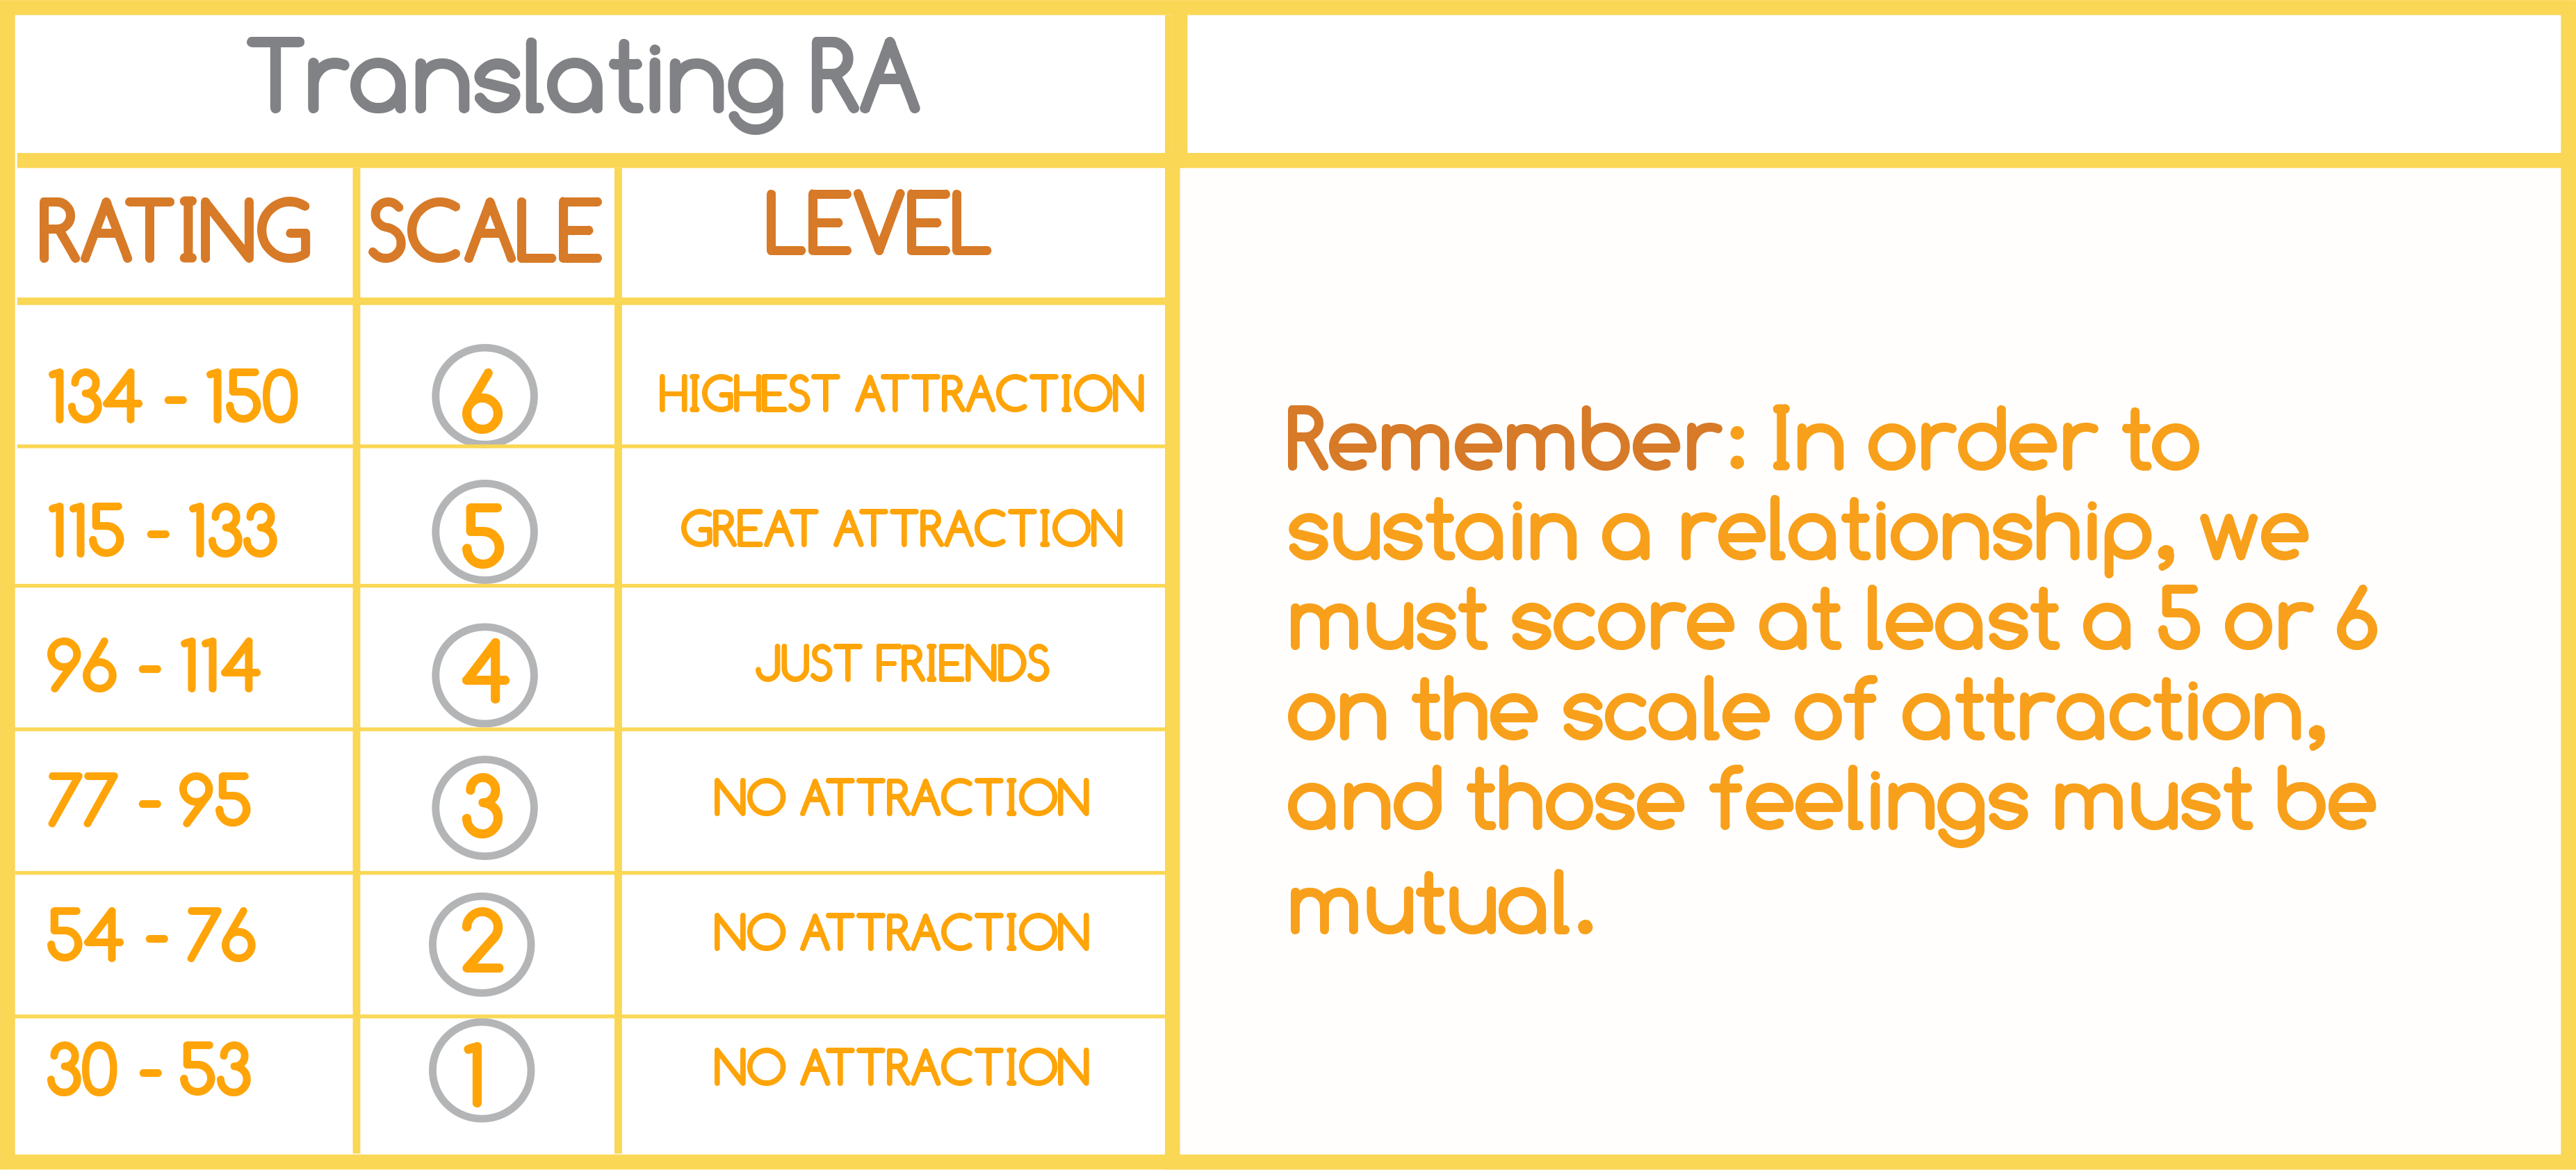 Translating RA
RATING SCALE LEVEL
134 - 150 6 HIGHEST ATTRACTION
115 - 133 5 GREAT ATTRACTION
96 - 114 4 JUST FRIENDS
77 - 95 3 NO ATTRACTION
54 - 76 2 NO ATTRACTION
30 - 53 1 NO ATTRACTION
Remember: In order to
sustain a relationship, we
must score at least a 5 or 6
on the scale of attraction,
and those feelings must be
mutual.